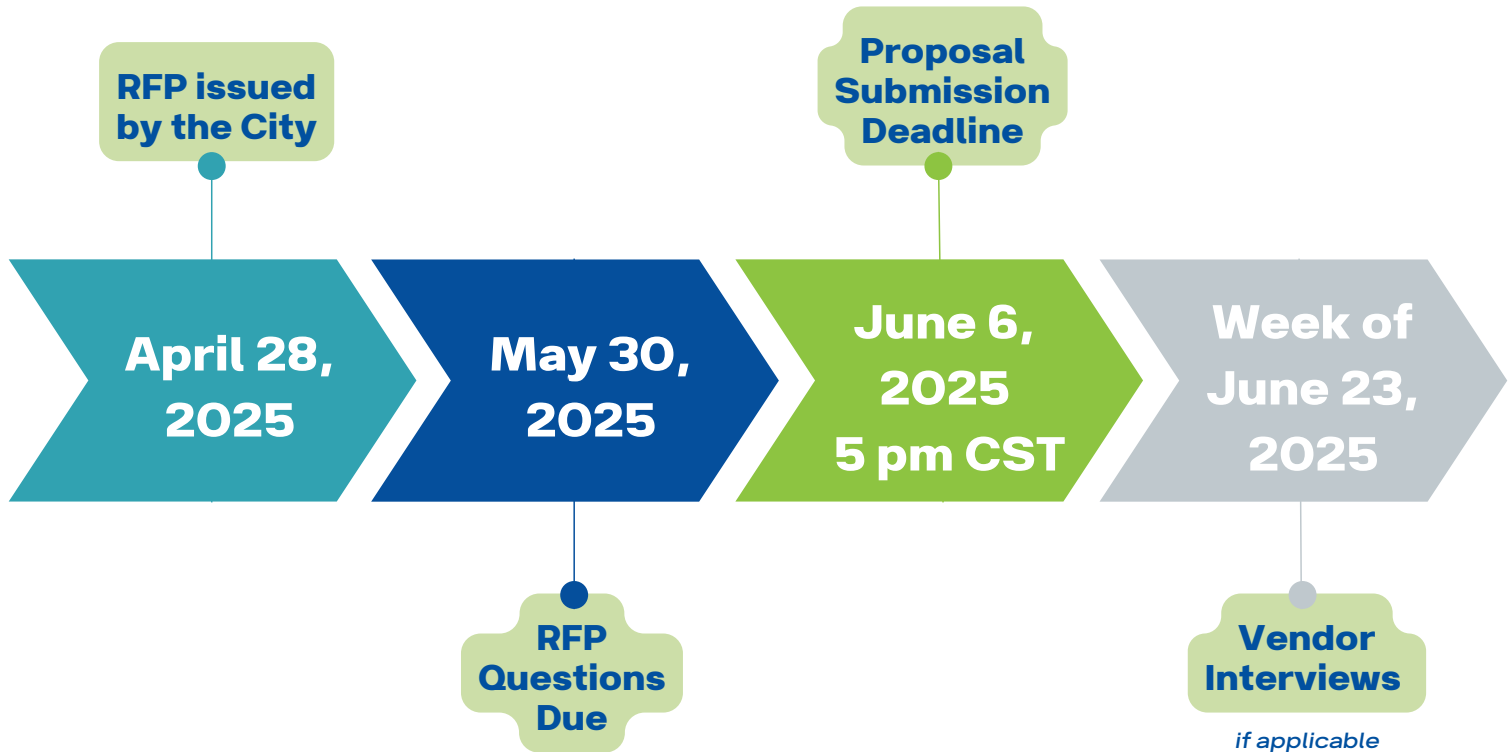 RFP issued
by the City
Proposal
Submission
Deadline
April 28,
2025
May 30,
2025
June 6,
2025
5 pm CST
Week of
June 23,
2025
RFP
Questions
Due
Vendor
Interviews
if applicable